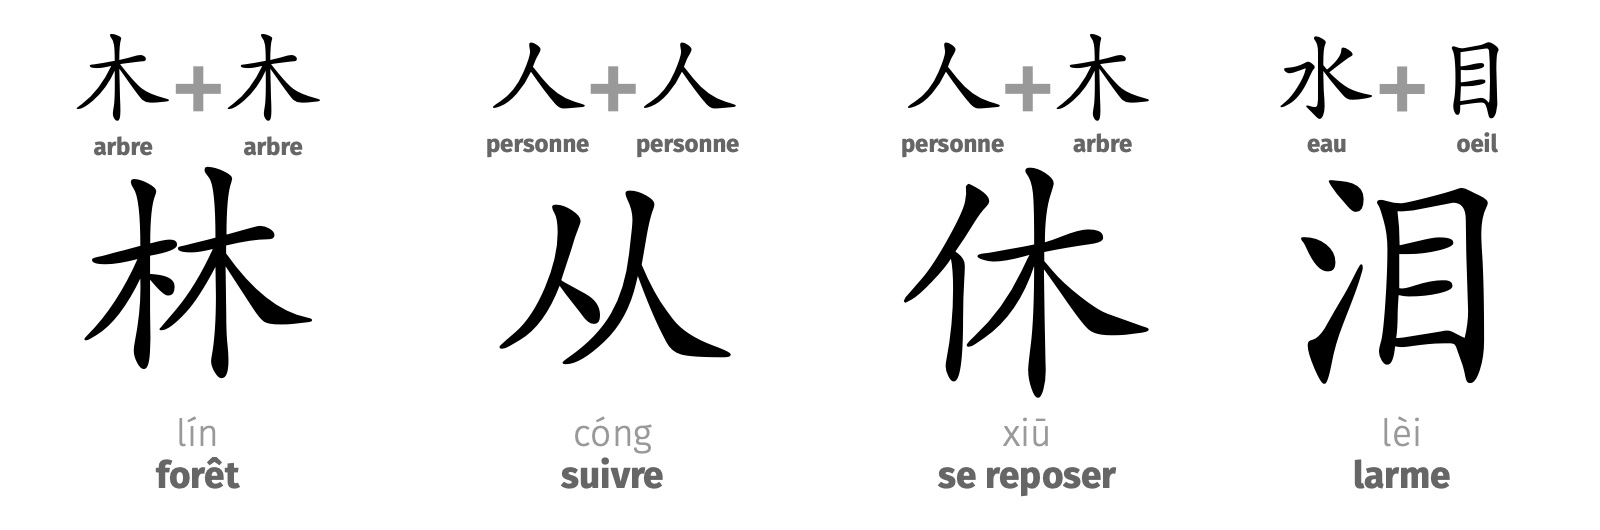 木 + 木
arbre arbre
林
lín
forêt
人 + 人
personne personne
从
cóng
suivre
人 + 木
personne arbre
休
xiū
se reposer
水 + 目
eau oeil
泪
lèi
larme